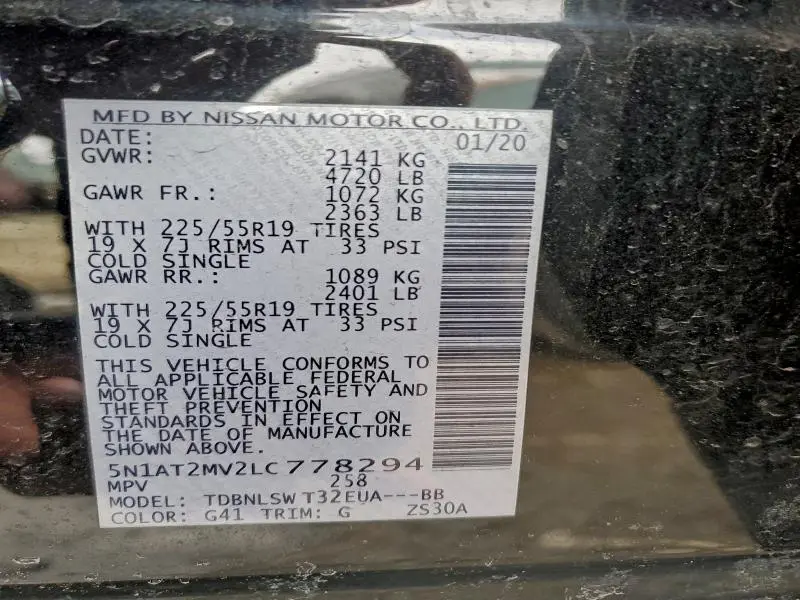 MFD BY NISSAN MOTOR CO., LTD.
DATE: 01/20
GVWR: 2141 KG
4720 LB
GAWR FR.: 1072 KG
2363 LB
WITH 225/55R19 TIRES
19 X 7J RIMS AT 33 PSI
COLD SINGLE
GAWR RR.: 1089 KG
2401 LB
WITH 225/55R19 TIRES
19 X 7J RIMS AT 33 PSI
COLD SINGLE
THIS VEHICLE CONFORMS TO
ALL APPLICABLE FEDERAL
MOTOR VEHICLE SAFETY AND
THEFT PREVENTION
STANDARDS IN EFFECT ON
THE DATE OF MANUFACTURE
SHOWN ABOVE.
5N1AT2MV2LC778294
MPV 258
MODEL: TDBNLSW T32EUA---BB
COLOR: G41 TRIM: G ZS30A